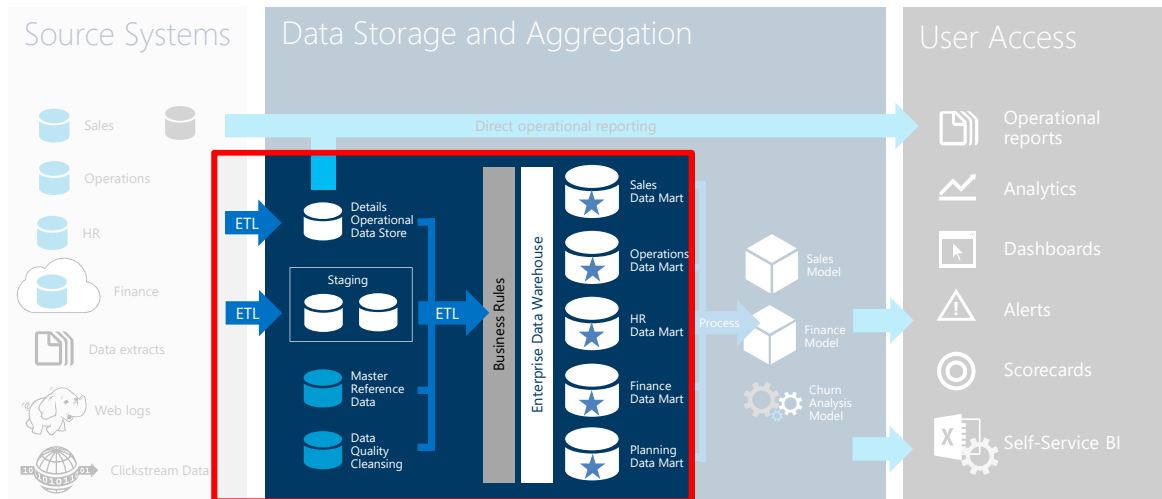 Source Systems
Data Storage and Aggregation
User Access
Sales
Direct operational reporting
Operational
reports
Operations
Analytics
HR
Dashboards
Finance
Alerts
Data extracts
Scorecards
Web logs
Self-Service BI
X
Clickstream Data
10
101011
01
ETL
Details
Operational
Data Store
Staging
ETL
ETL
Master
Reference
Data
Data
Quality
Cleansing
Business Rules
Enterprise Data Warehouse
Sales
Data Mart
Operations
Data Mart
HR
Data Mart
Finance
Data Mart
Planning
Data Mart
Process
Sales
Model
Finance
Model
Churn
Analysis
Model